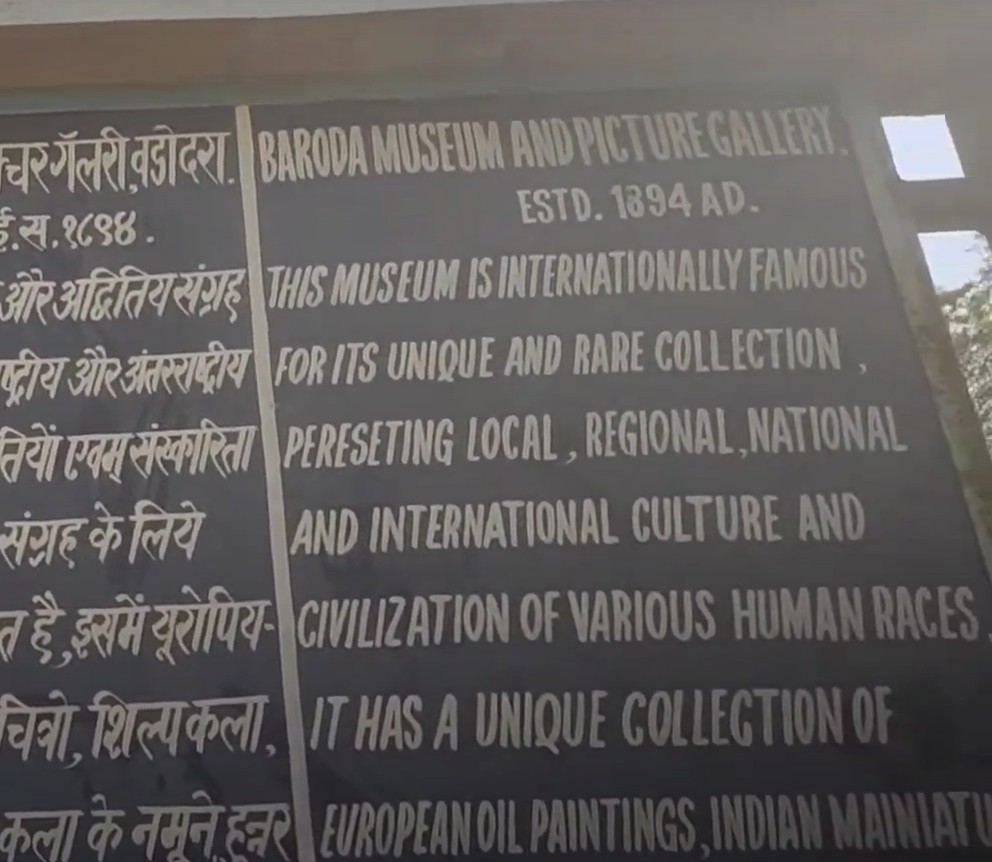 चर गॅलरी, वडोदरा.
ई.स. १८९४.
और अद्वितिय संग्रह
ष्ट्रीय और अंतरराष्ट्रीय
तियों एवम् संस्कारिता
संग्रह के लिये
त है, इसमें यूरोपिय-
चित्रो, शिल्पकला,
कला के नमूने, हुन्नर
BARODA MUSEUM AND PICTURE GALLERY.
ESTD. 1894 AD.
THIS MUSEUM IS INTERNATIONALLY FAMOUS
FOR ITS UNIQUE AND RARE COLLECTION ,
PERESETING LOCAL , REGIONAL, NATIONAL
AND INTERNATIONAL CULTURE AND
CIVILIZATION OF VARIOUS HUMAN RACES.
IT HAS A UNIQUE COLLECTION OF
EUROPEAN OIL PAINTINGS, INDIAN MAINIATU